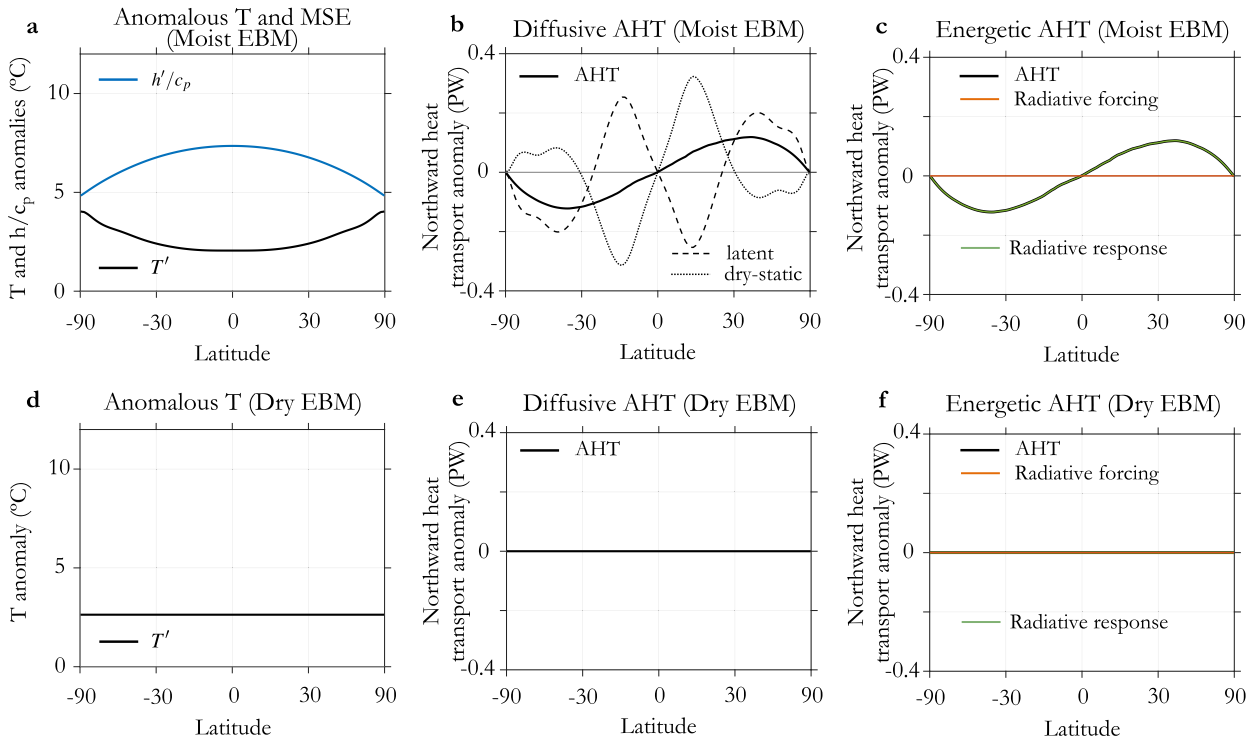 a
Anomalous T and MSE
(Moist EBM)
T and h/cp anomalies (ºC)
10
5
0
h′/cp
T′
-90
-30
0
30
90
Latitude
b
Diffusive AHT (Moist EBM)
Northward heat
transport anomaly (PW)
0.4
0
-0.4
AHT
latent
dry-static
-90
-30
0
30
90
Latitude
c
Energetic AHT (Moist EBM)
Northward heat
transport anomaly (PW)
0.4
0
-0.4
AHT
Radiative forcing
Radiative response
-90
-30
0
30
90
Latitude
d
Anomalous T (Dry EBM)
T anomaly (ºC)
10
5
0
T′
-90
-30
0
30
90
Latitude
e
Diffusive AHT (Dry EBM)
Northward heat
transport anomaly (PW)
0.4
0
-0.4
AHT
-90
-30
0
30
90
Latitude
f
Energetic AHT (Dry EBM)
Northward heat
transport anomaly (PW)
0.4
0
-0.4
AHT
Radiative forcing
Radiative response
-90
-30
0
30
90
Latitude